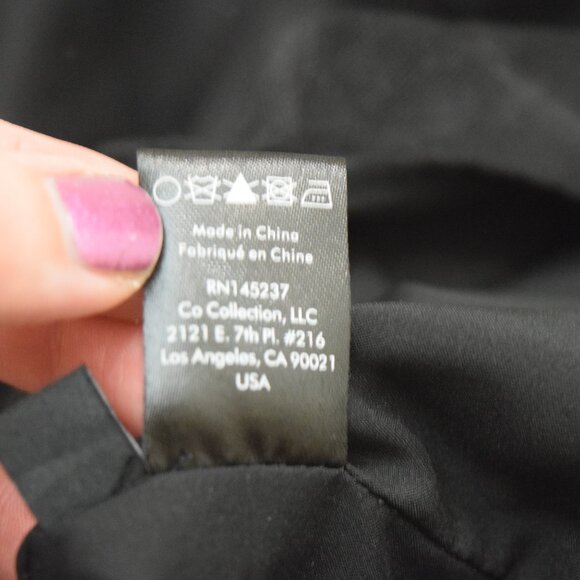 Made in China
Fabriqué en Chine
RN145237
Co Collection, LLC
2121 E. 7th Pl. #216
Los Angeles, CA 90021
USA